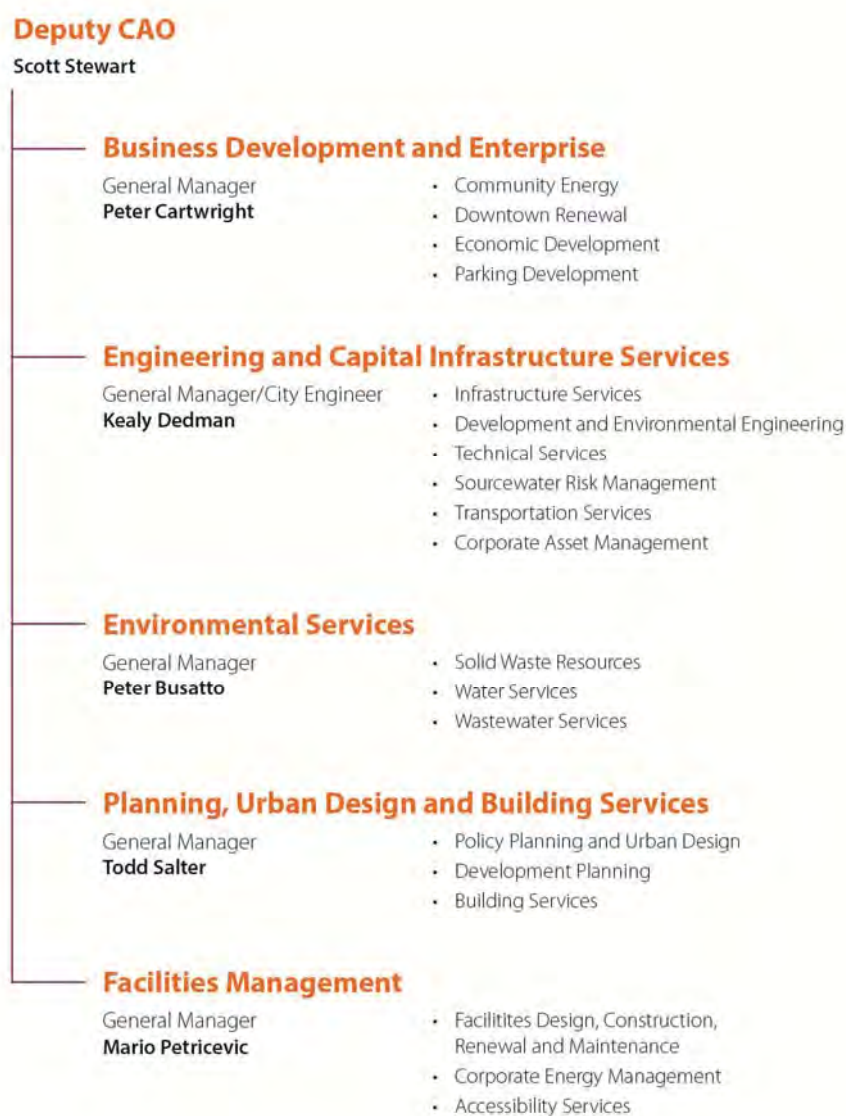 Deputy CAO
Scott Stewart
Business Development and Enterprise
General Manager
Peter Cartwright
• Community Energy
• Downtown Renewal
• Economic Development
• Parking Development
Engineering and Capital Infrastructure Services
General Manager/City Engineer
Kealy Dedman
• Infrastructure Services
• Development and Environmental Engineering
• Technical Services
• Sourcewater Risk Management
• Transportation Services
• Corporate Asset Management
Environmental Services
General Manager
Peter Busatto
• Solid Waste Resources
• Water Services
• Wastewater Services
Planning, Urban Design and Building Services
General Manager
Todd Salter
• Policy Planning and Urban Design
• Development Planning
• Building Services
Facilities Management
General Manager
Mario Petricevic
• Facilitites Design, Construction,
Renewal and Maintenance
• Corporate Energy Management
• Accessibility Services